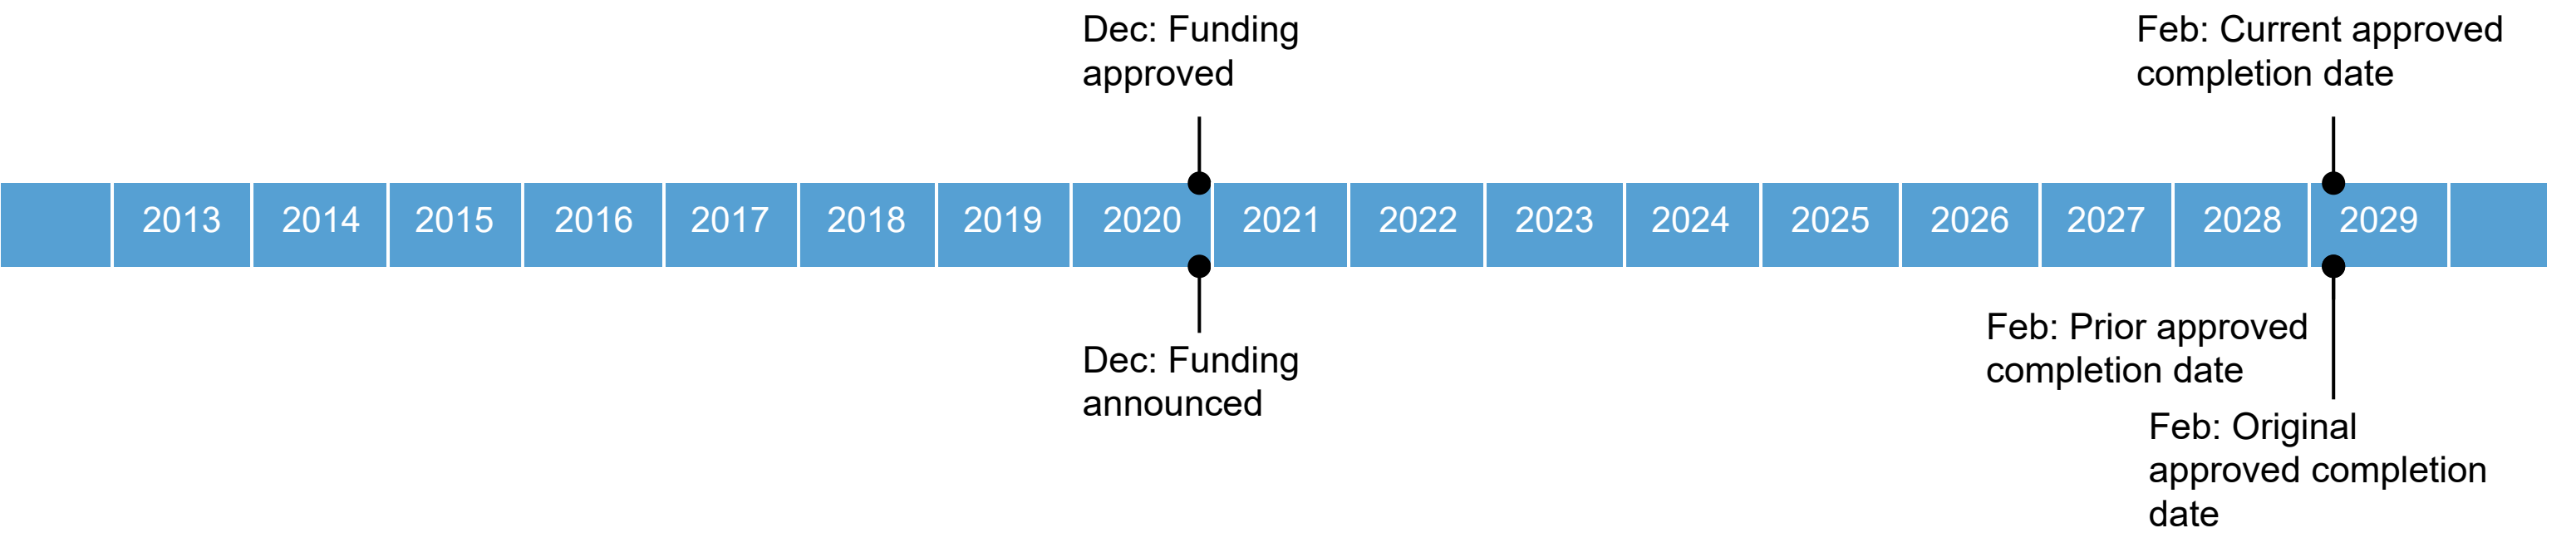 Dec: Funding
approved
Feb: Current approved
completion date
2013 2014 2015 2016 2017 2018 2019 2020 2021 2022 2023 2024 2025 2026 2027 2028 2029
Dec: Funding
announced
Feb: Prior approved
completion date
Feb: Original
approved completion
date